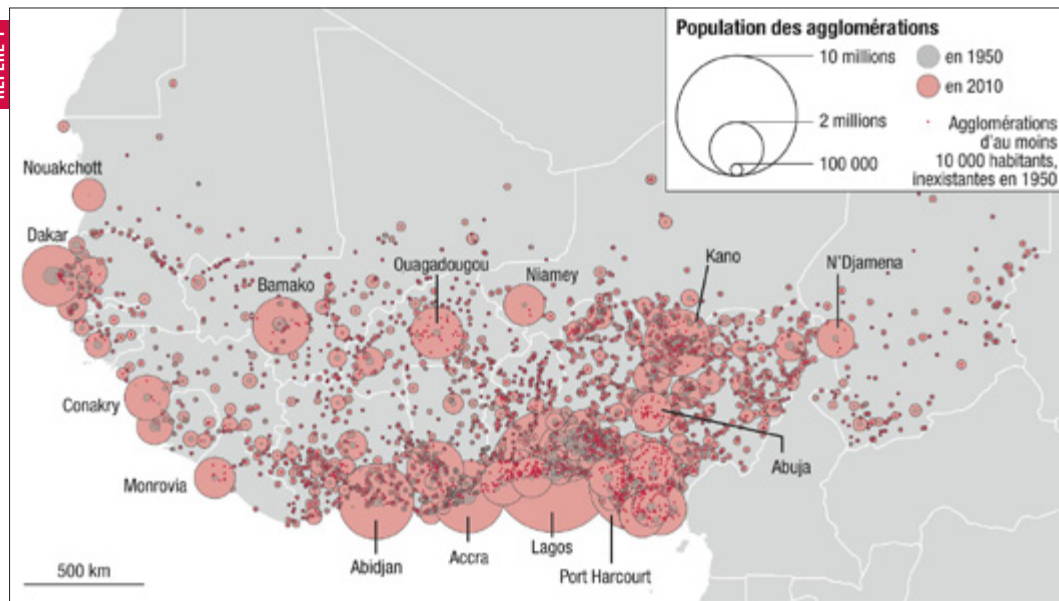 REPÈRE 1
Population des agglomérations
10 millions
2 millions
100 000
en 1950
en 2010
Agglomérations
d'au moins
10 000 habitants,
inexistantes en 1950
Nouakchott
Dakar
Bamako
Ouagadougou
Niamey
Kano
N'Djamena
Conakry
Monrovia
Abuja
Abidjan
Accra
Lagos
Port Harcourt
500 km